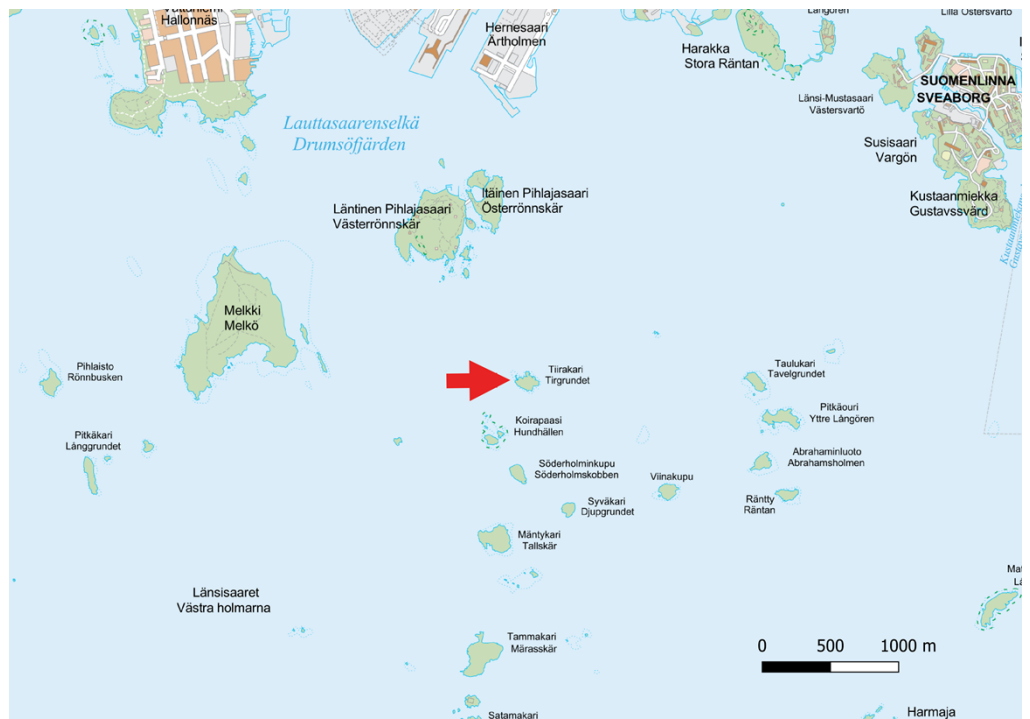 Hallonnäs
Hernesaari
Ärtholmen
Harakka
Stora Räntan
Långören
Lilla Östersvartö
SUOMENLINNA
SVEABORG
Länsi-Mustasaari
Västersvartö
Susisaari
Vargön
Kustaanmiekka
Gustavssvärd
Lauttasaarenselkä
Drumsöfjärden
Itäinen Pihlajasaari
Österrönnskär
Läntinen Pihlajasaari
Västerrönnskär
Melkki
Melkö
Pihlaisto
Rönnbusken
Tiirakari
Tirgrundet
Taulukari
Tavelgrundet
Koirapaasi
Hundhällen
Pitkäouri
Yttre Långören
Pitkäkari
Långgrundet
Söderholminkupu
Söderholmskobben
Viinakupu
Abrahaminluoto
Abrahamsholmen
Syväkari
Djupgrundet
Räntty
Räntan
Mäntykari
Tallskär
Länsisaaret
Västra holmarna
Tammakari
Märasskär
0 500 1000 m
Satamakari
Harmaja